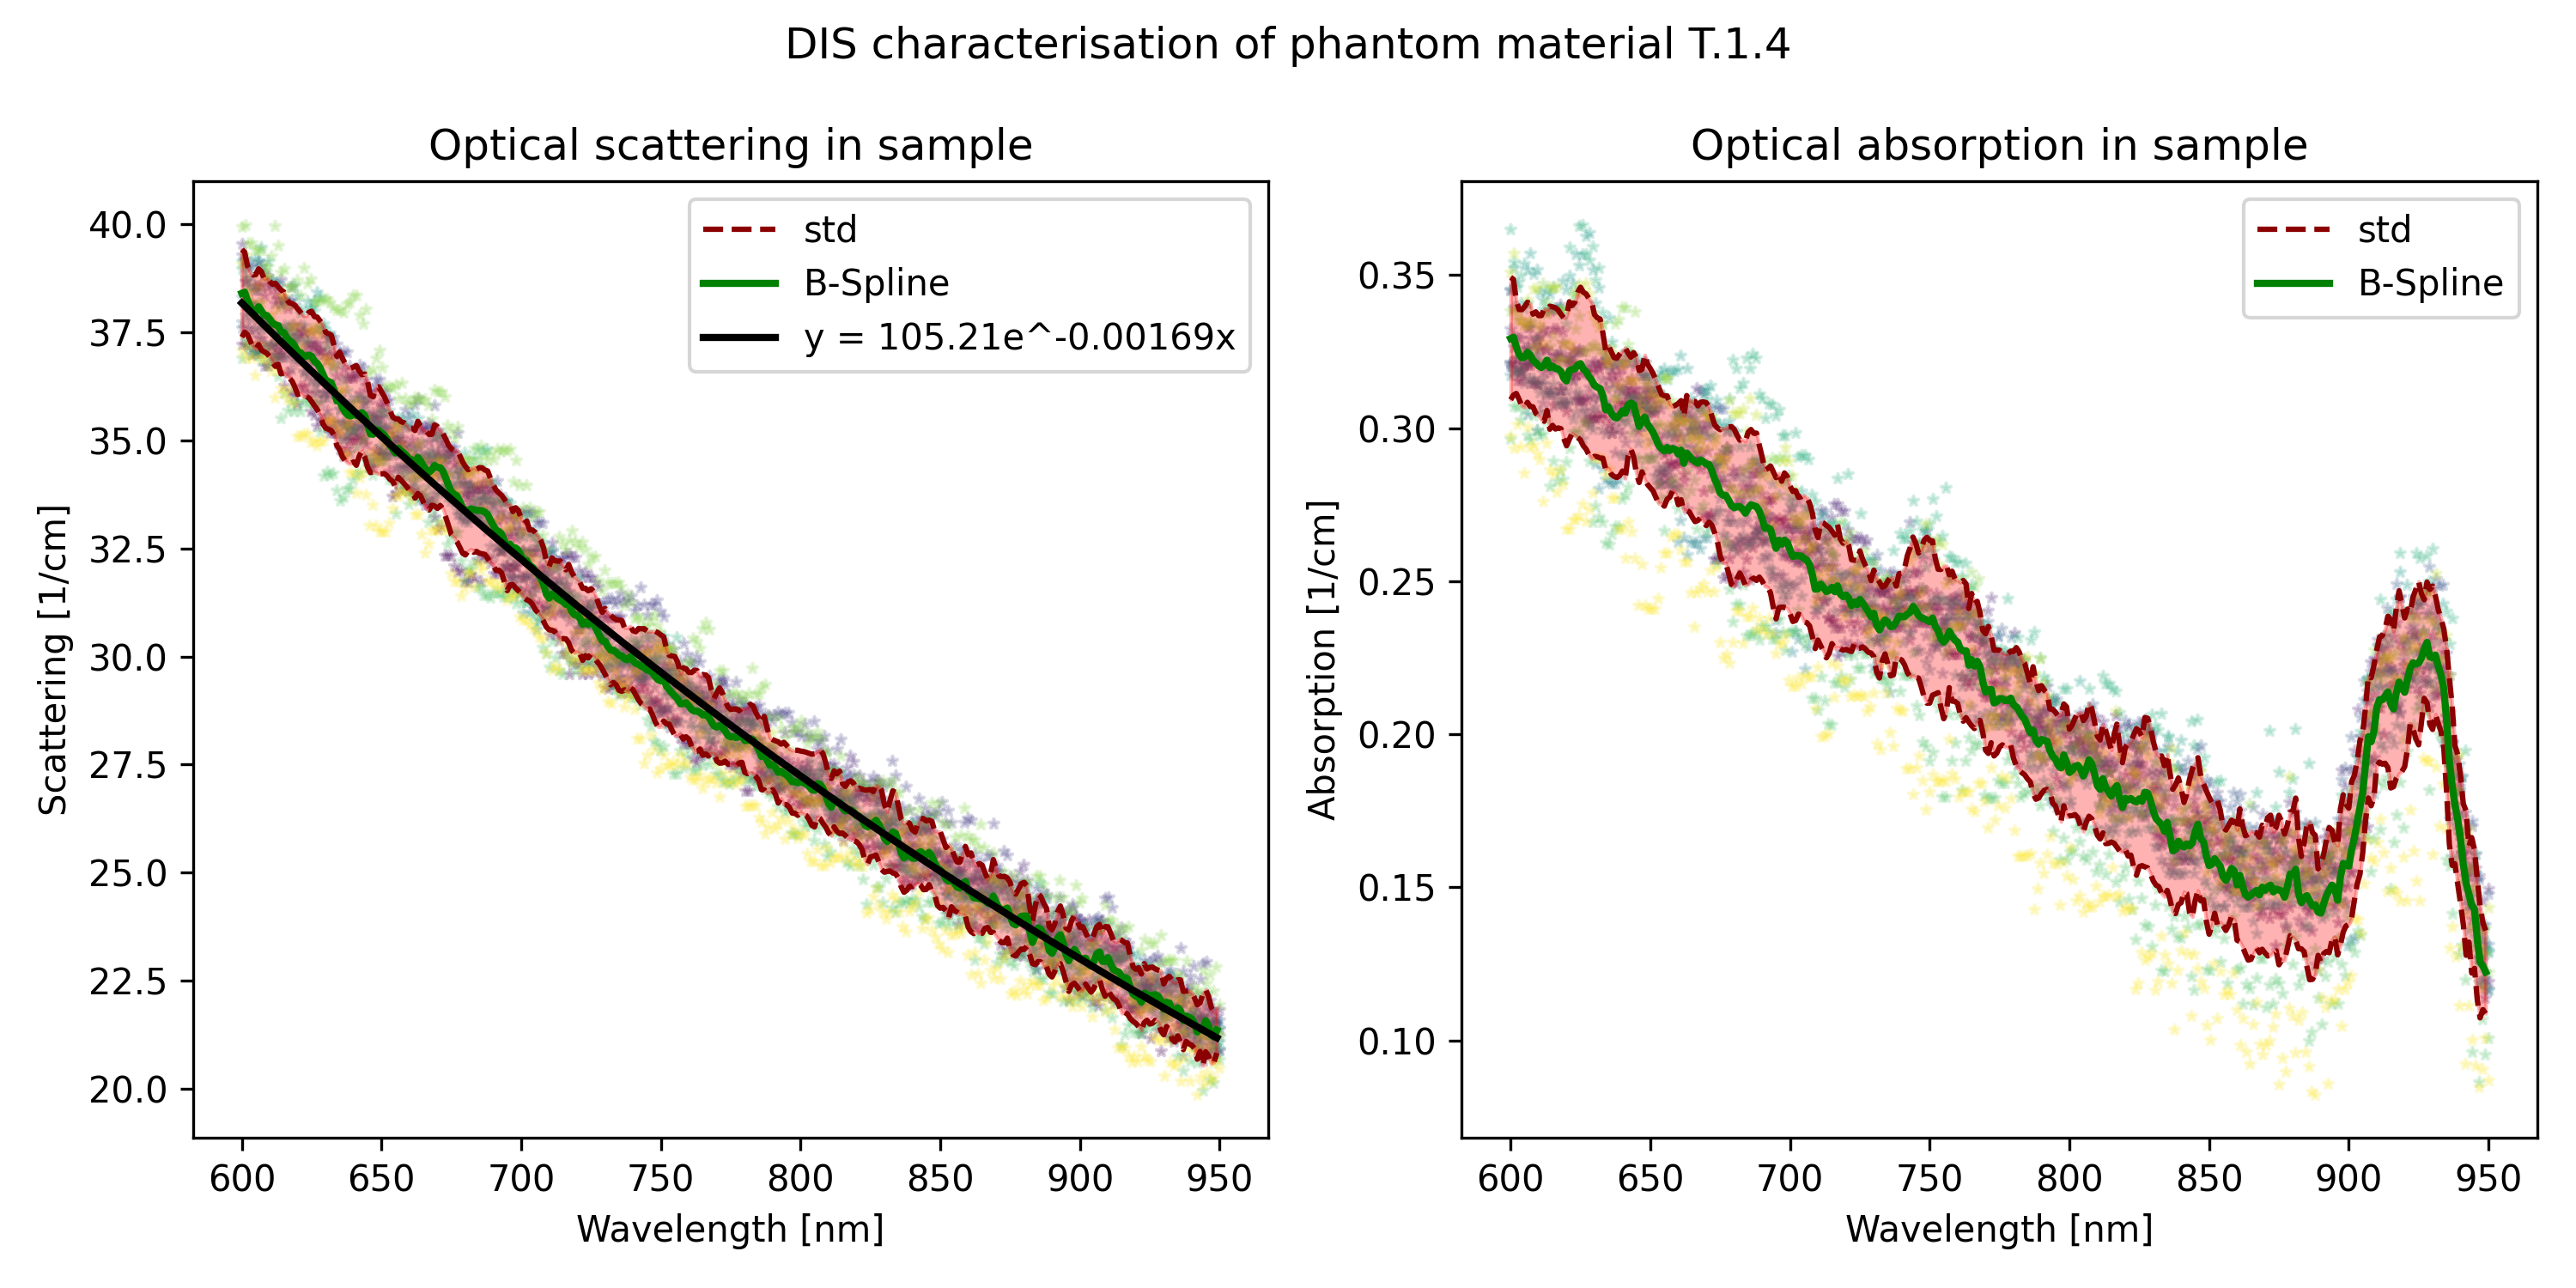 DIS characterisation of phantom material T.1.4
Optical scattering in sample
std
B-Spline
y = 105.21e^-0.00169x
Scattering [1/cm]
40.0
37.5
35.0
32.5
30.0
27.5
25.0
22.5
20.0
600 650 700 750 800 850 900 950
Wavelength [nm]
Optical absorption in sample
std
B-Spline
Absorption [1/cm]
0.35
0.30
0.25
0.20
0.15
0.10
600 650 700 750 800 850 900 950
Wavelength [nm]